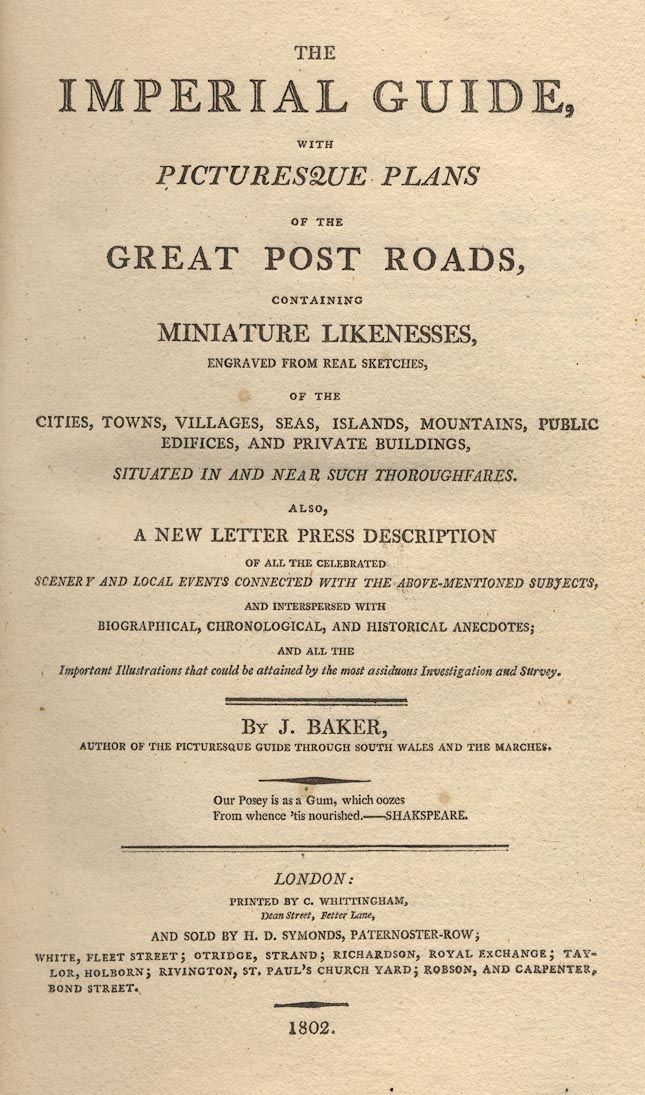 THE
IMPERIAL GUIDE,
WITH
PICTURESQUE PLANS
OF THE
GREAT POST ROADS,
CONTAINING
MINIATURE LIKENESSES,
ENGRAVED FROM REAL SKETCHES,
OF THE
CITIES, TOWNS, VILLAGES, SEAS, ISLANDS, MOUNTAINS, PUBLIC
EDIFICES, AND PRIVATE BUILDINGS,
SITUATED IN AND NEAR SUCH THOROUGHFARES.
ALSO,
A NEW LETTER PRESS DESCRIPTION
OF ALL THE CELEBRATED
SCENERY AND LOCAL EVENTS CONNECTED WITH THE ABOVE-MENTIONED SUBJECTS,
AND INTERSPERSED WITH
BIOGRAPHICAL, CHRONOLOGICAL, AND HISTORICAL ANECDOTES;
AND ALL THE
Important Illustrations that could be attained by the most assiduous Investigation and Survey.
BY J. BAKER,
AUTHOR OF THE PICTURESQUE GUIDE THROUGH SOUTH WALES AND THE MARCHES.
Our Posey is as a Gum, which oozes
From whence 'tis nourished.——SHAKSPEARE.
LONDON:
PRINTED BY C. WHITTINGHAM,
Dean Street, Fetter Lane,
AND SOLD BY H. D. SYMONDS, PATERNOSTER-ROW;
WHITE, FLEET STREET; OTRIDGE, STRAND; RICHARDSON, ROYAL EXCHANGE; TAY-
LOR, HOLBORN; RIVINGTON, ST. PAUL'S CHURCH YARD; ROBSON, AND CARPENTER,
BOND STREET.
1802.